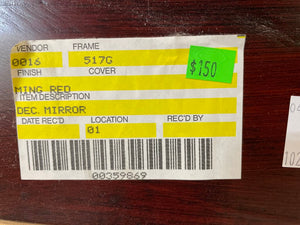 VENDOR FRAME
0016 517G
FINISH COVER
$150
MING RED
ITEM DESCRIPTION
DEC. MIRROR
DATE REC'D LOCATION REC'D BY
01
00359869